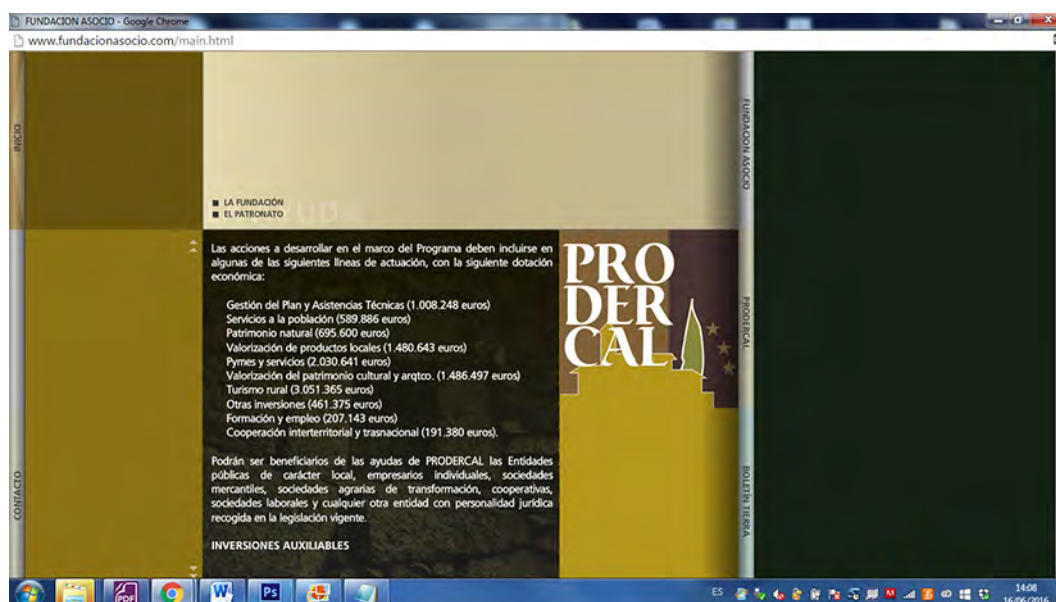 FUNDACION ASOCIO - Google Chrome
www.fundacionasocio.com/main.html
INICIO
CONTACTO
LA FUNDACIÓN
EL PATRONATO
Las acciones a desarrollar en el marco del Programa deben incluirse en
algunas de las siguientes líneas de actuación, con la siguiente dotación
económica:
Gestión del Plan y Asistencias Técnicas (1.008.248 euros)
Servicios a la población (589.886 euros)
Patrimonio natural (695.600 euros)
Valorización de productos locales (1.480.643 euros)
Pymes y servicios (2.030.641 euros)
Valorización del patrimonio cultural y arqtco. (1.486.497 euros)
Turismo rural (3.051.365 euros)
Otras inversiones (461.375 euros)
Formación y empleo (207.143 euros)
Cooperación interterritorial y trasnacional (191.380 euros).
Podrán ser beneficiarios de las ayudas de PRODERCAL las Entidades
públicas de carácter local, empresarios individuales, sociedades
mercantiles, sociedades agrarias de transformación, cooperativas,
sociedades laborales y cualquier otra entidad con personalidad jurídica
recogida en la legislación vigente.
INVERSIONES AUXILIABLES
PRO
DER
CAL
FUNDACION ASOCIO
PRODERCAL
BOLETÍN TIERRA
PDF
W
Ps
ES
14:08
16/06/2016